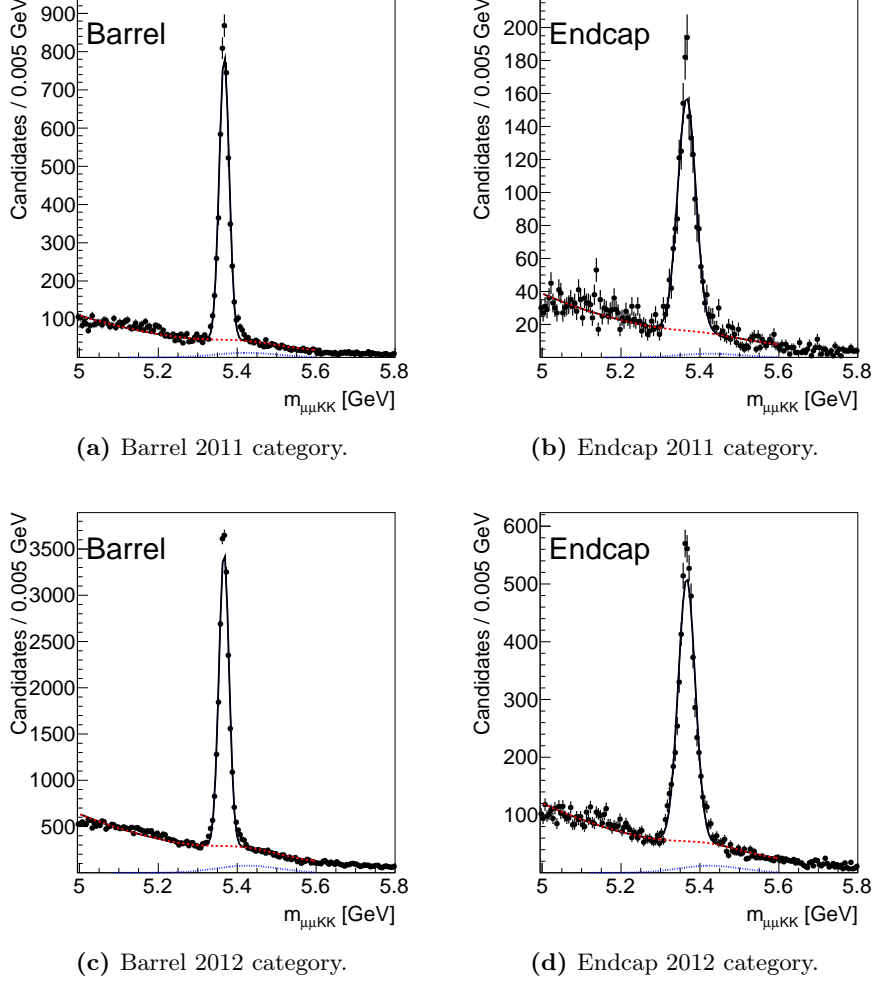 Candidates / 0.005 GeV
900
800
700
600
500
400
300
200
100
Barrel
5 5.2 5.4 5.6 5.8
m_μμKK [GeV]
(a) Barrel 2011 category.
Candidates / 0.005 GeV
200
180
160
140
120
100
80
60
40
20
Endcap
5 5.2 5.4 5.6 5.8
m_μμKK [GeV]
(b) Endcap 2011 category.
Candidates / 0.005 GeV
3500
3000
2500
2000
1500
1000
500
Barrel
5 5.2 5.4 5.6 5.8
m_μμKK [GeV]
(c) Barrel 2012 category.
Candidates / 0.005 GeV
600
500
400
300
200
100
Endcap
5 5.2 5.4 5.6 5.8
m_μμKK [GeV]
(d) Endcap 2012 category.